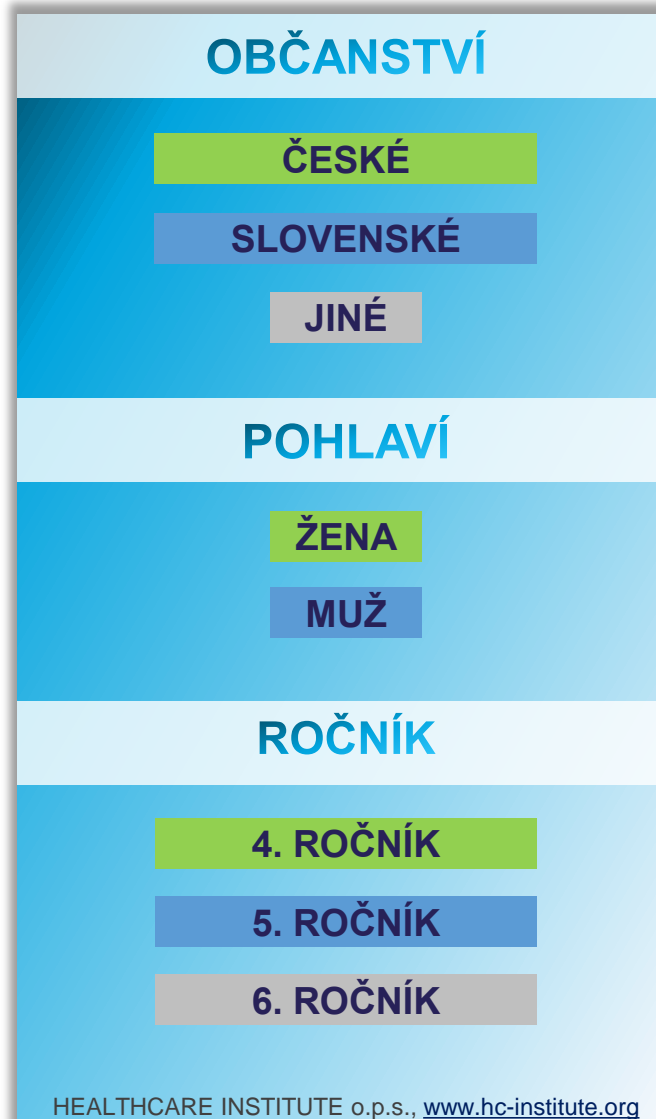 OBČANSTVÍ
ČESKÉ
SLOVENSKÉ
JINÉ
POHLAVÍ
ŽENA
MUŽ
ROČNÍK
4. ROČNÍK
5. ROČNÍK
6. ROČNÍK
HEALTHCARE INSTITUTE o.p.s., www.hc-institute.org